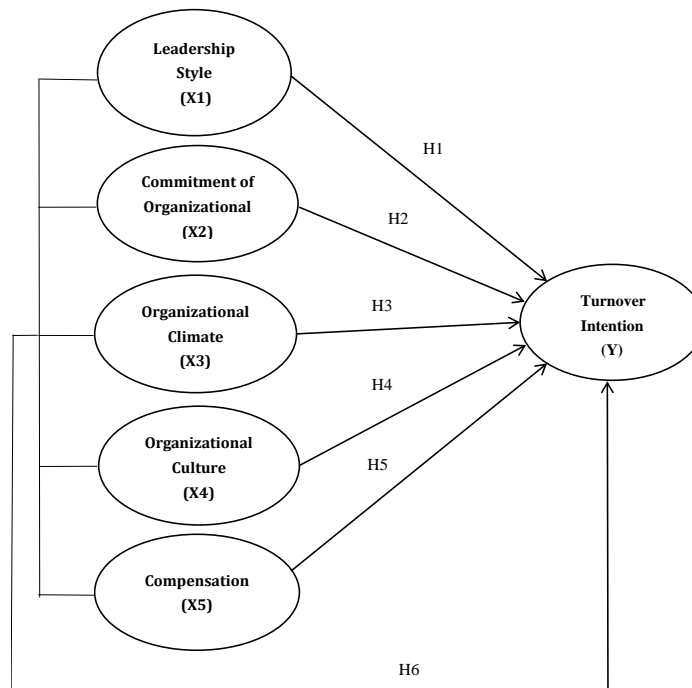 Leadership
Style
(X1)
H1
Commitment of
Organizational
(X2)
H2
Organizational
Climate
(X3)
H3
Turnover
Intention
(Y)
H4
Organizational
Culture
(X4)
H5
Compensation
(X5)
H6